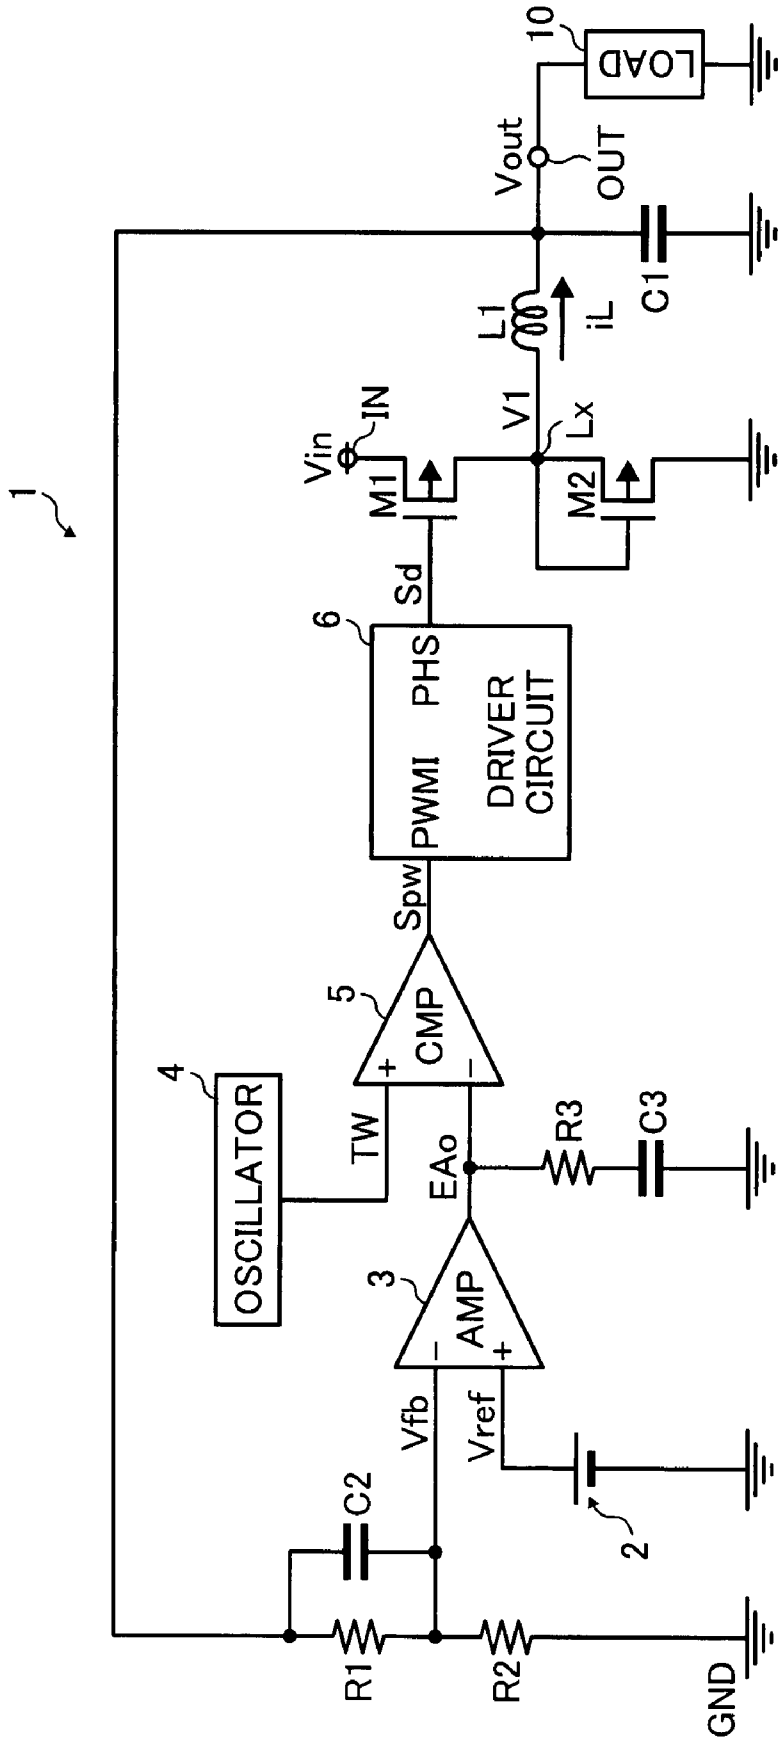 1
Vin
IN
M1
V1
L1
iL
Lx
M2
Vout
OUT
10
LOAD
C1
OSCILLATOR
4
TW
5
+
−
CMP
Spw
6
PWMI
PHS
DRIVER
CIRCUIT
Sd
R1
C2
Vfb
R2
Vref
2
3
−
+
AMP
EAo
R3
C3
GND